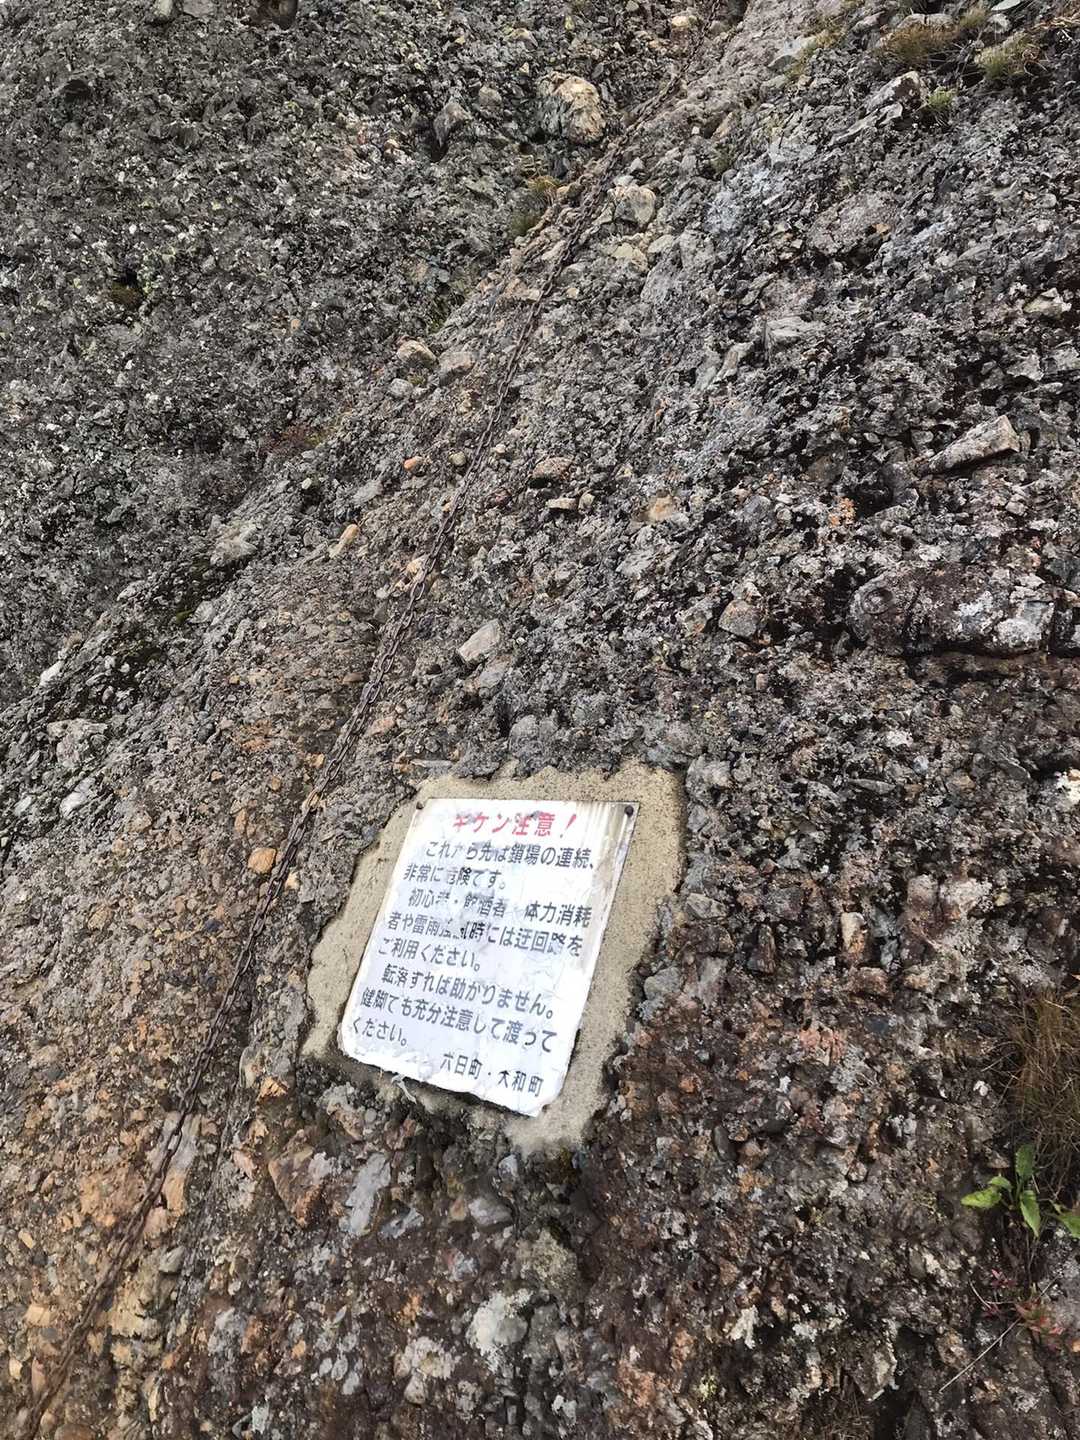 キケン注意！
これから先は鎖場の連続、
非常に危険です。
初心者・飲酒者　体力消耗
者や雷雨　時には迂回路を
ご利用ください。
転落すれば助かりません。
健脚でも充分注意して渡って
ください。
六日町・大和町